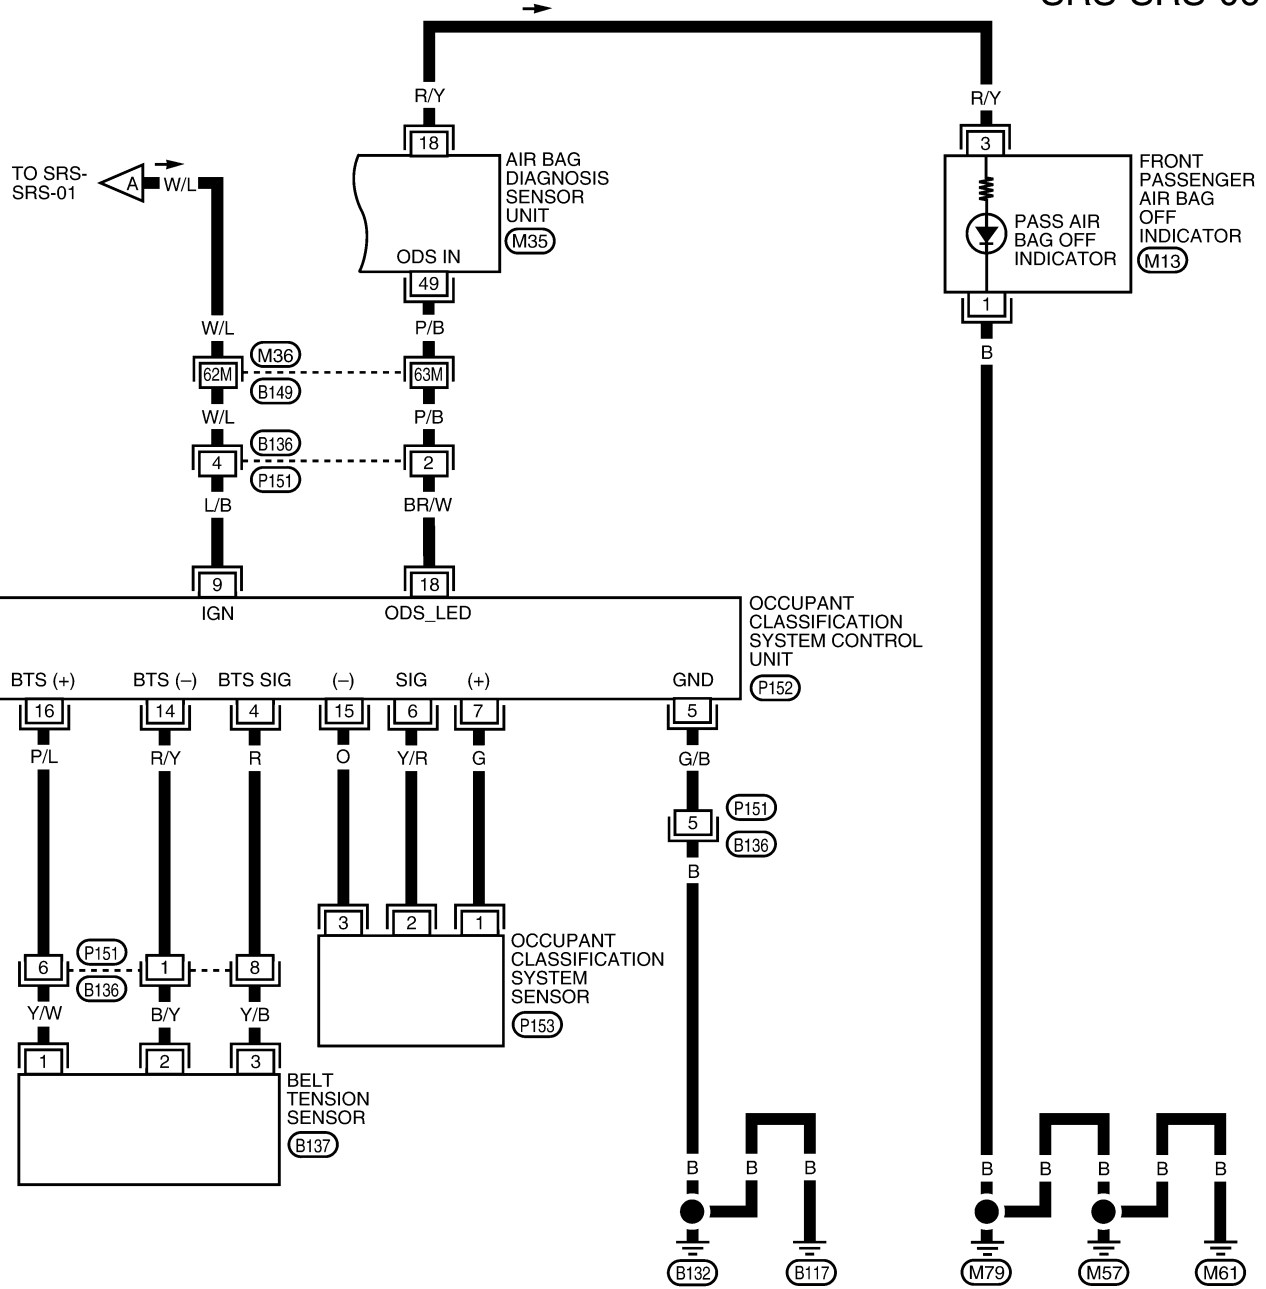 R/Y
R/Y
18
3
TO SRS-
SRS-01
A
W/L
AIR BAG
DIAGNOSIS
SENSOR
UNIT
M35
ODS IN
49
FRONT
PASSENGER
AIR BAG
OFF
INDICATOR
M13
PASS AIR
BAG OFF
INDICATOR
1
B
W/L
P/B
62M
M36
B149
63M
W/L
P/B
4
B136
P151
2
L/B
BR/W
9
18
IGN
ODS_LED
OCCUPANT
CLASSIFICATION
SYSTEM CONTROL
UNIT
P152
BTS (+)
BTS (–)
BTS SIG
(–)
SIG
(+)
GND
16
14
4
15
6
7
5
P/L
R/Y
R
O
Y/R
G
G/B
5
P151
B136
B
3
2
1
OCCUPANT
CLASSIFICATION
SYSTEM
SENSOR
P153
6
P151
B136
1
8
Y/W
B/Y
Y/B
1
2
3
BELT
TENSION
SENSOR
B137
B
B
B
B
B
B
B
B
B132
B117
M79
M57
M61